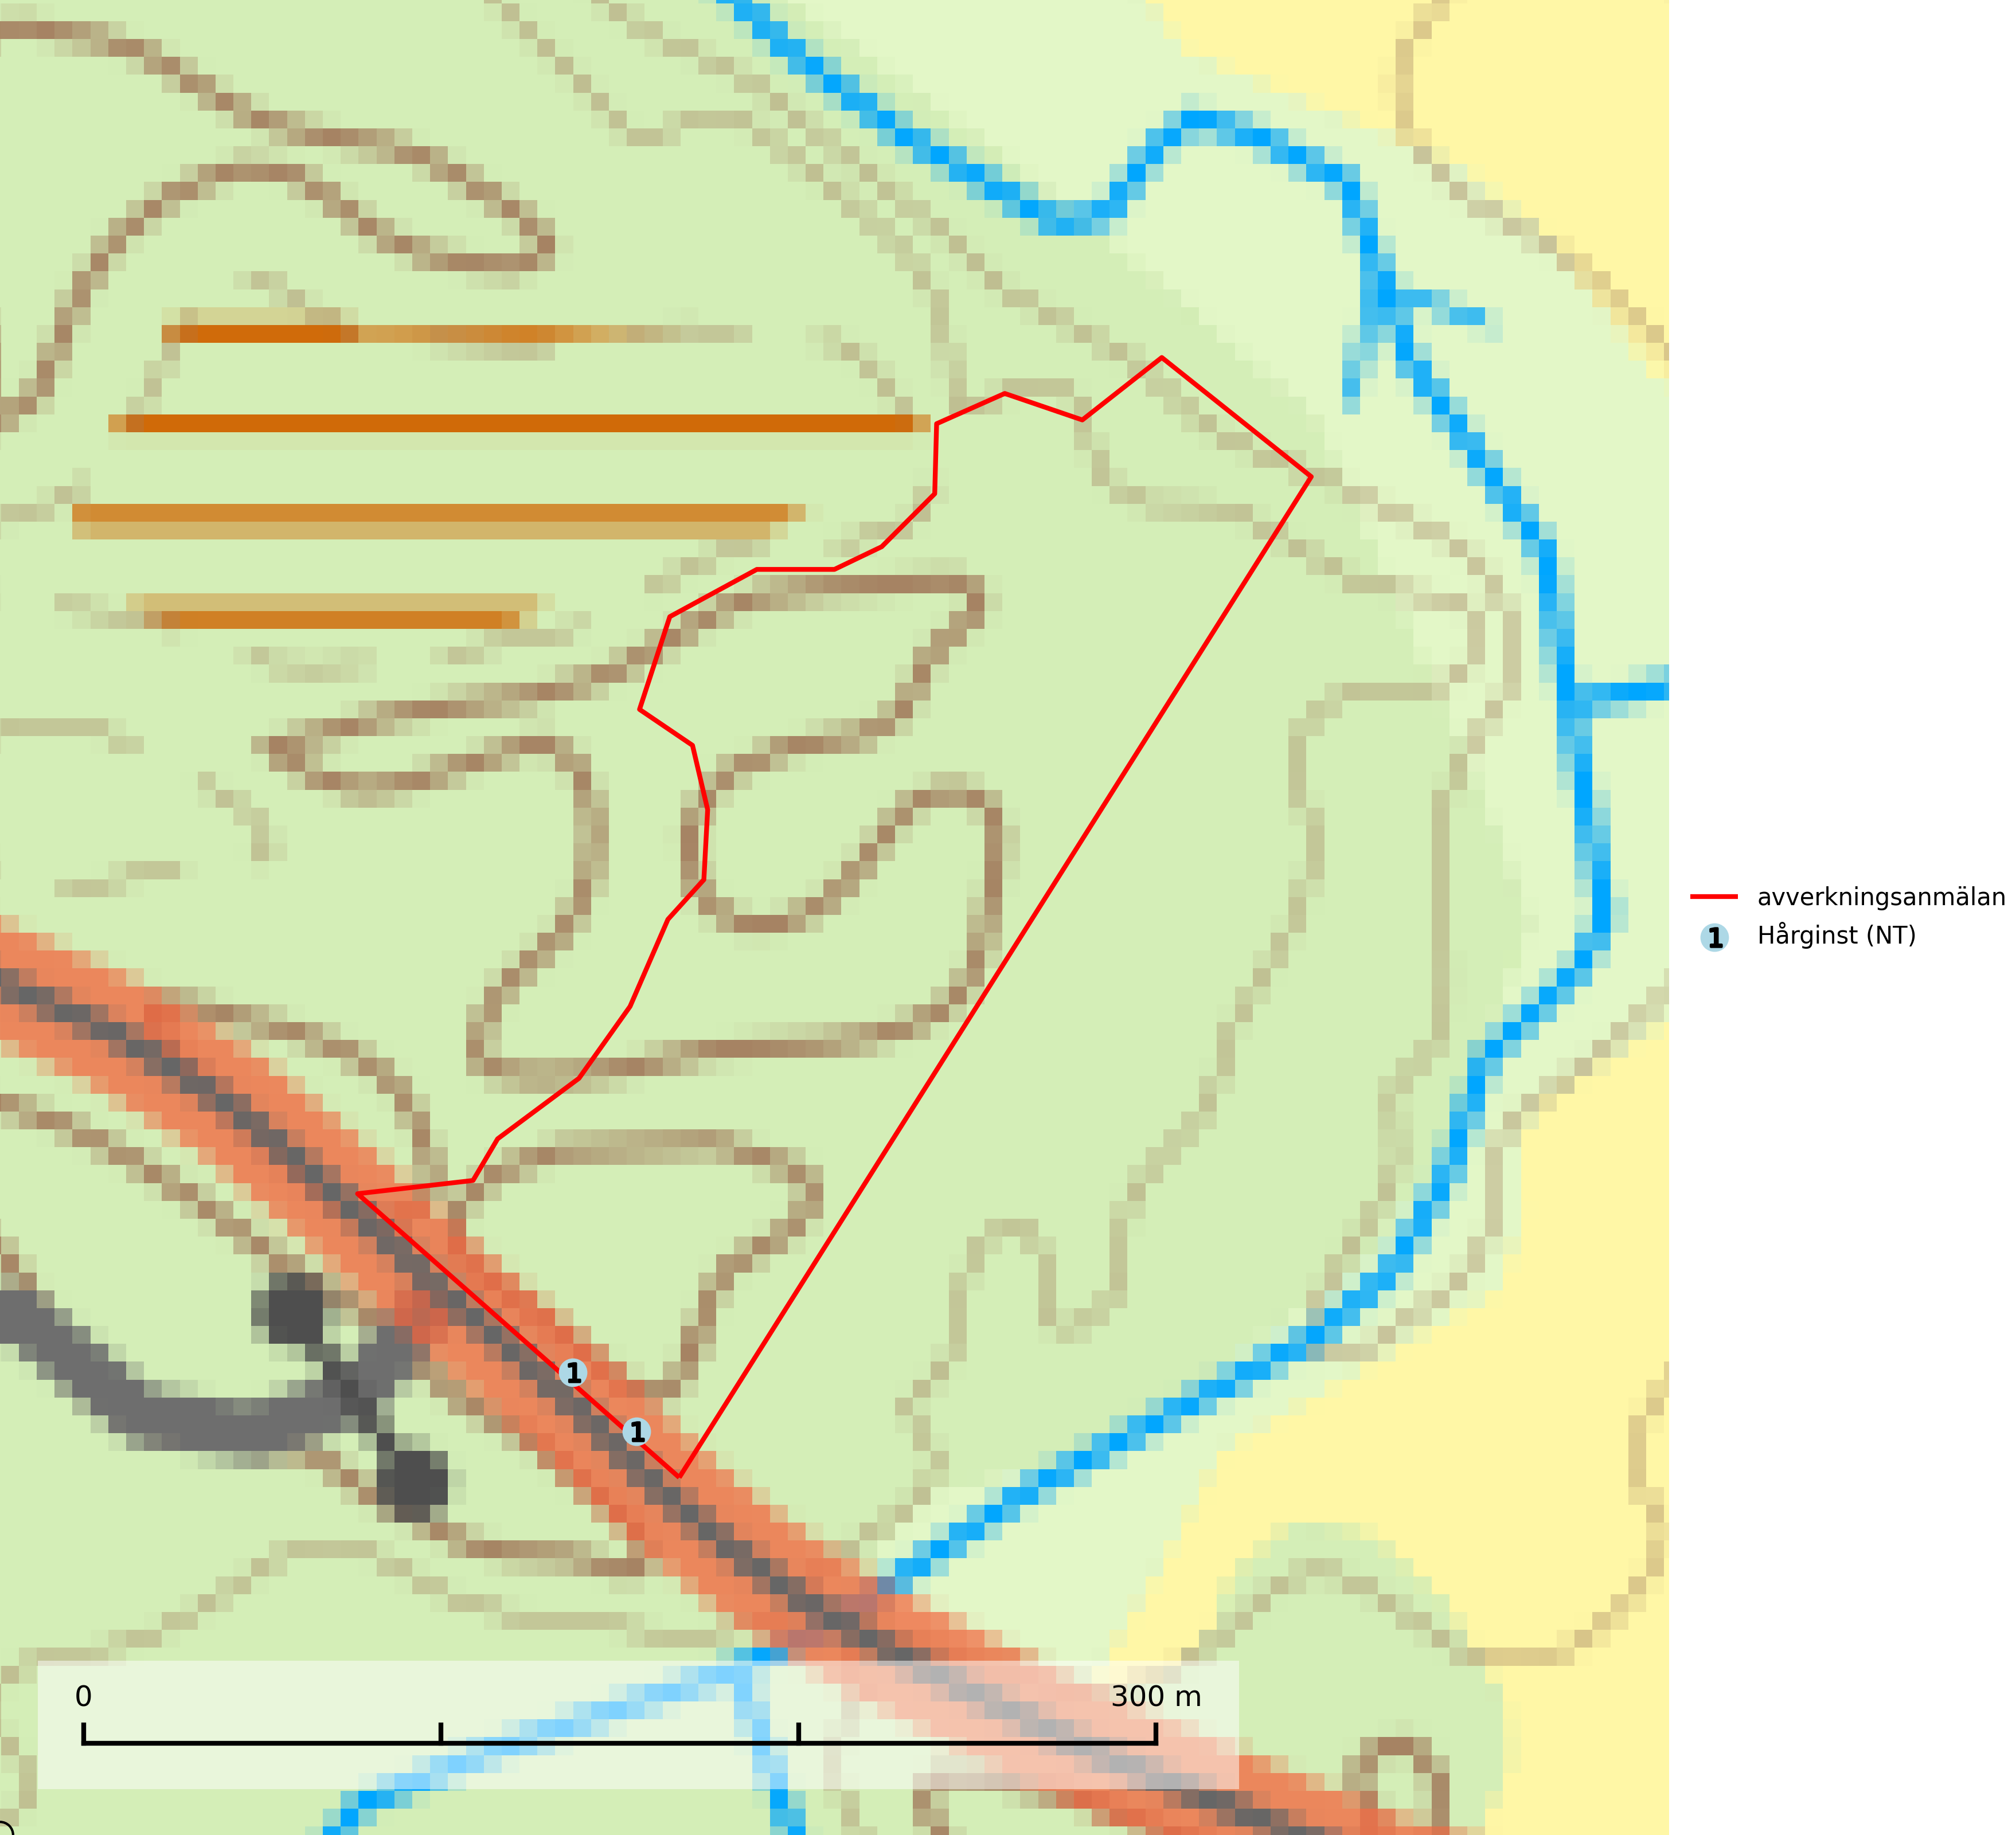 avverkningsanmälan
1 Hårginst (NT)
1
1
0 300 m